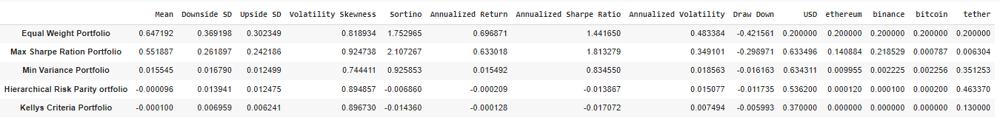 Mean Downside SD Upside SD Volatility Skewness Sortino Annualized Return Annualized Sharpe Ratio Annualized Volatility Draw Down USD ethereum binance bitcoin tether
Equal Weight Portfolio 0.647192 0.369198 0.302349 0.818934 1.752965 0.696871 1.441650 0.483384 -0.421561 0.200000 0.200000 0.200000 0.200000 0.200000
Max Sharpe Ration Portfolio 0.551887 0.261897 0.242186 0.924738 2.107267 0.633018 1.813279 0.349101 -0.298971 0.633496 0.140884 0.218529 0.000787 0.006304
Min Variance Portfolio 0.015545 0.016790 0.012499 0.744411 0.925853 0.015492 0.834550 0.018563 -0.016163 0.634311 0.009955 0.002225 0.002256 0.351253
Hierarchical Risk Parity ortfolio -0.000096 0.013941 0.012475 0.894857 -0.006860 -0.000209 -0.013867 0.015077 -0.011735 0.536200 0.000120 0.000100 0.000200 0.463370
Kellys Criteria Portfolio -0.000100 0.006959 0.006241 0.896730 -0.014360 -0.000128 -0.017072 0.007494 -0.005993 0.370000 0.000000 0.000000 0.000000 0.130000